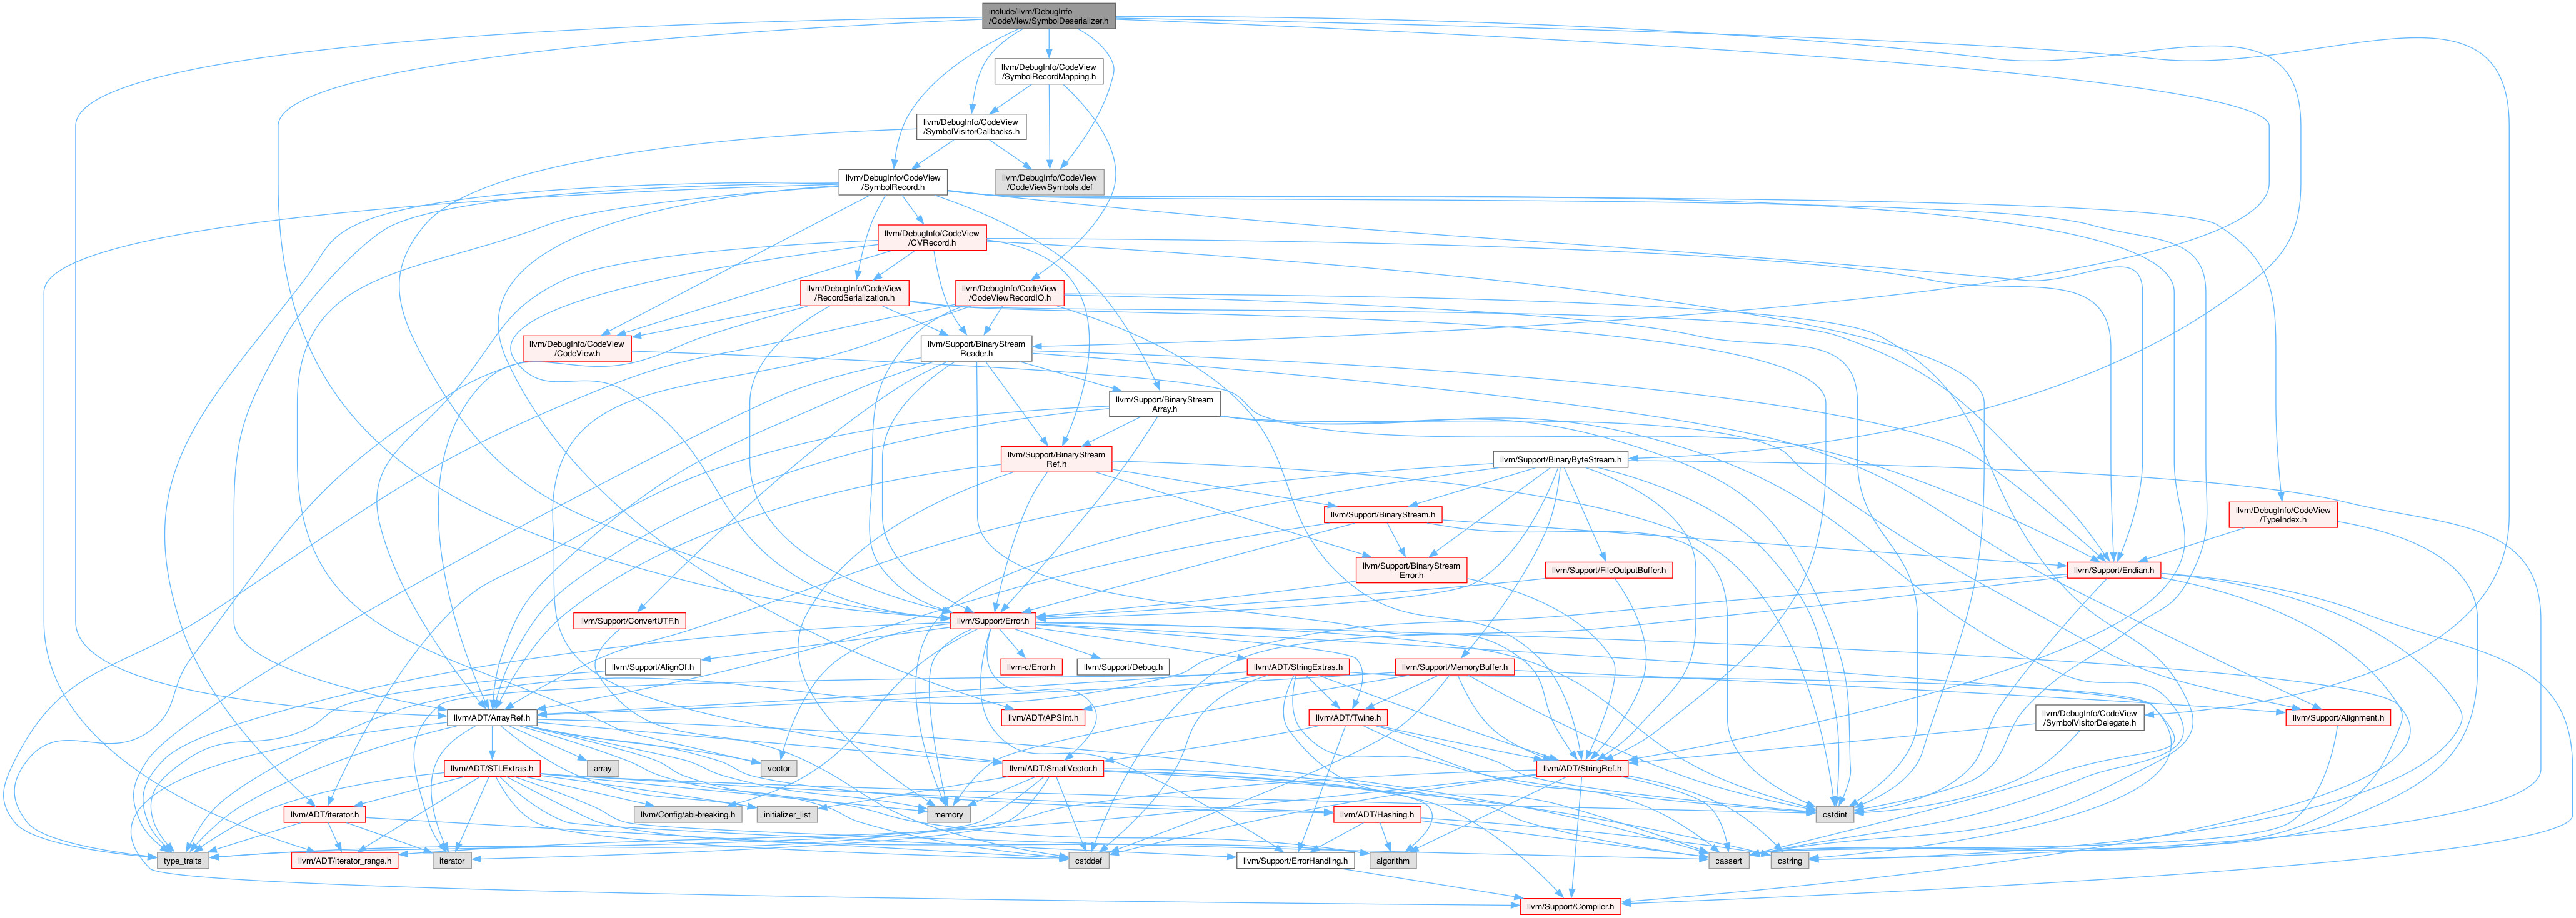 include/llvm/DebugInfo
/CodeView/SymbolDeserializer.h
llvm/DebugInfo/CodeView
/SymbolRecordMapping.h
llvm/DebugInfo/CodeView
/SymbolVisitorCallbacks.h
llvm/DebugInfo/CodeView
/SymbolRecord.h
llvm/DebugInfo/CodeView
/CodeViewSymbols.def
llvm/DebugInfo/CodeView
/CVRecord.h
llvm/DebugInfo/CodeView
/RecordSerialization.h
llvm/DebugInfo/CodeView
/CodeViewRecordIO.h
llvm/DebugInfo/CodeView
/CodeView.h
llvm/Support/BinaryStream
Reader.h
llvm/Support/BinaryStream
Array.h
llvm/Support/BinaryStream
Ref.h
llvm/Support/BinaryByteStream.h
llvm/Support/BinaryStream.h
llvm/DebugInfo/CodeView
/TypeIndex.h
llvm/Support/BinaryStream
Error.h
llvm/Support/FileOutputBuffer.h
llvm/Support/Endian.h
llvm/Support/ConvertUTF.h
llvm/Support/Error.h
llvm/Support/AlignOf.h
llvm-c/Error.h
llvm/Support/Debug.h
llvm/ADT/StringExtras.h
llvm/Support/MemoryBuffer.h
llvm/ADT/ArrayRef.h
llvm/ADT/APSInt.h
llvm/ADT/Twine.h
llvm/DebugInfo/CodeView
/SymbolVisitorDelegate.h
llvm/Support/Alignment.h
llvm/ADT/STLExtras.h
array
vector
llvm/ADT/SmallVector.h
llvm/ADT/StringRef.h
llvm/ADT/iterator.h
llvm/Config/abi-breaking.h
initializer_list
memory
llvm/ADT/Hashing.h
cstdint
type_traits
llvm/ADT/iterator_range.h
iterator
cstddef
llvm/Support/ErrorHandling.h
algorithm
cassert
cstring
llvm/Support/Compiler.h